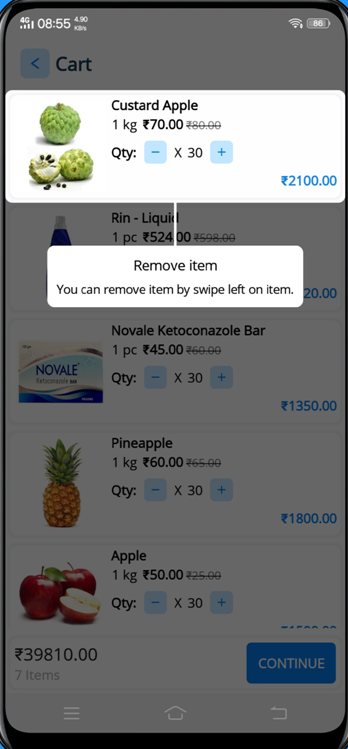 4G 08:55 4.90 KB/s 86
Cart
Custard Apple
1 kg ₹70.00 ₹80.00
Qty: − X 30 +
₹2100.00
Rin - Liquid
1 pc ₹524.00 ₹598.00
20.00
Remove item
You can remove item by swipe left on item.
Novale Ketoconazole Bar
1 pc ₹45.00 ₹60.00
NOVALE
Ketoconazole BAR
Qty: − X 30 +
₹1350.00
Pineapple
1 kg ₹60.00 ₹65.00
Qty: − X 30 +
₹1800.00
Apple
1 kg ₹50.00 ₹25.00
Qty: − X 30 +
₹39810.00
7 Items
CONTINUE